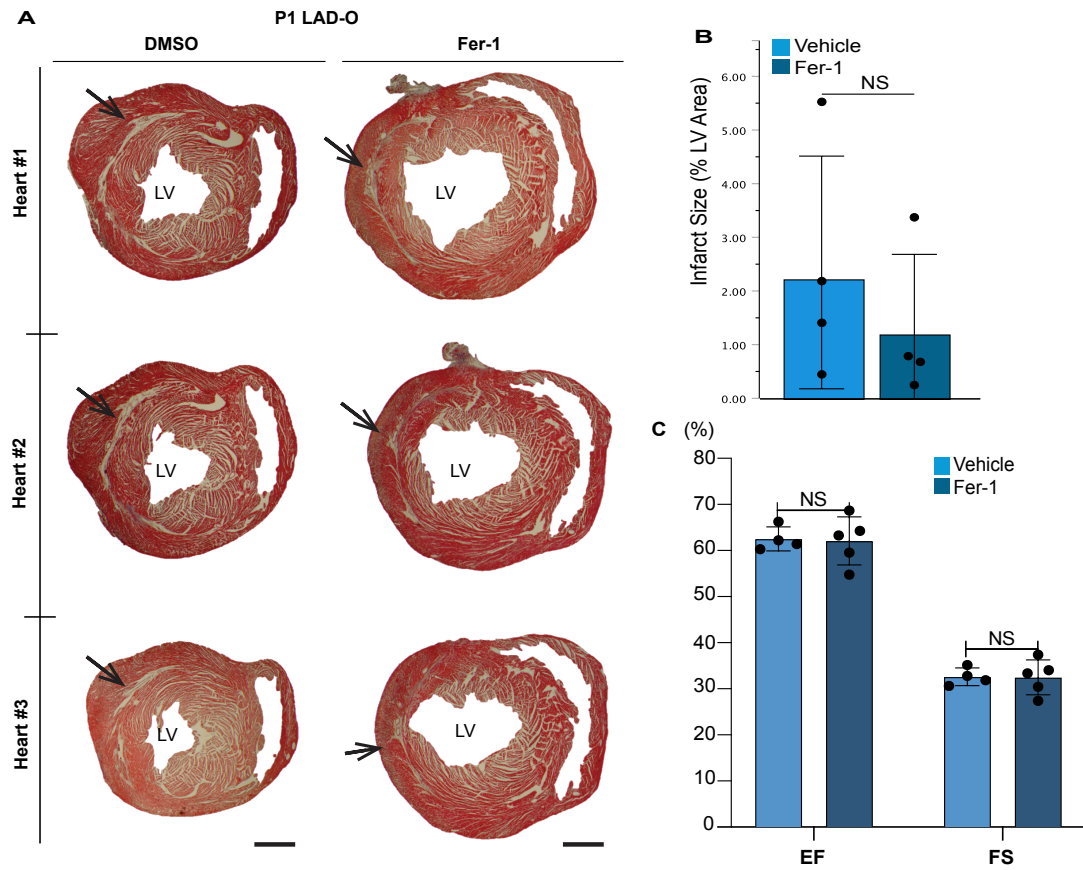 A
P1 LAD-O
DMSO
Fer-1
Heart #1
LV
LV
Heart #2
LV
LV
Heart #3
LV
LV
B
Vehicle
Fer-1
NS
Infarct Size (% LV Area)
6.00
5.00
4.00
3.00
2.00
1.00
0.00
C (%)
Vehicle
Fer-1
80
70
60
50
40
30
20
10
0
NS
NS
EF
FS